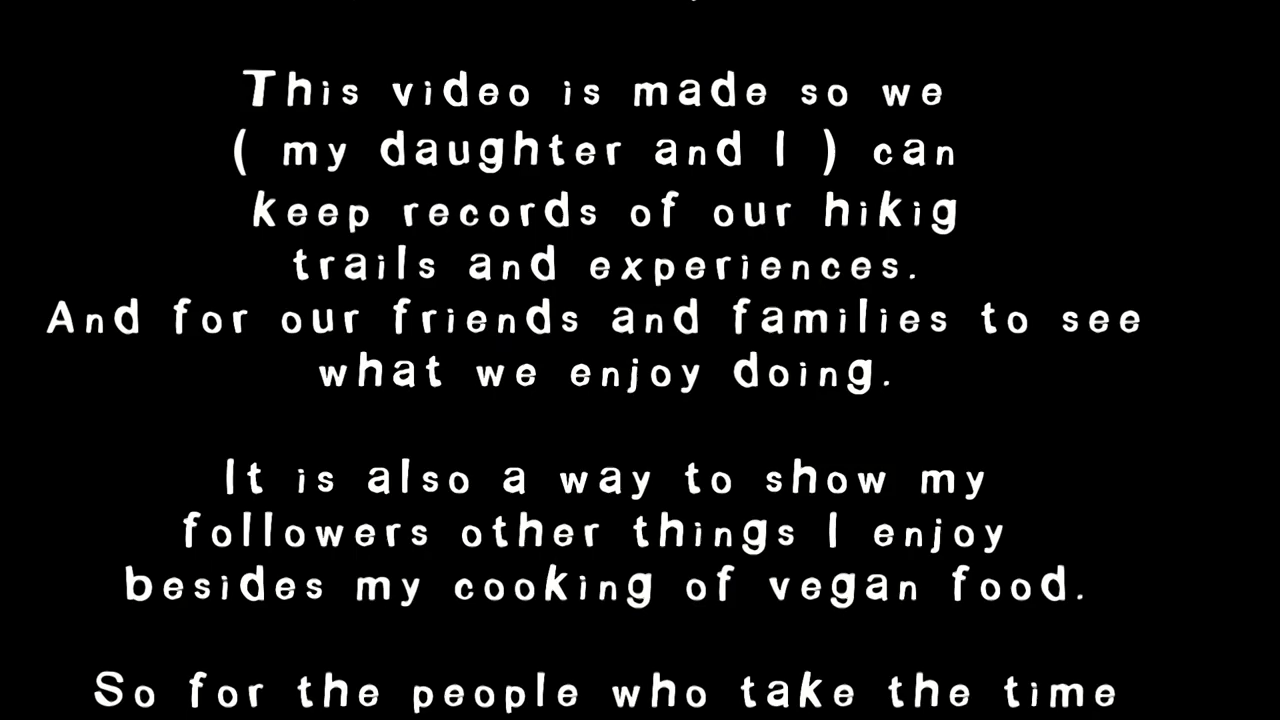 This video is made so we
( my daughter and I ) can
keep records of our hikig
trails and experiences.
And for our friends and families to see
what we enjoy doing.
It is also a way to show my
followers other things I enjoy
besides my cooking of vegan food.
So for the people who take the time